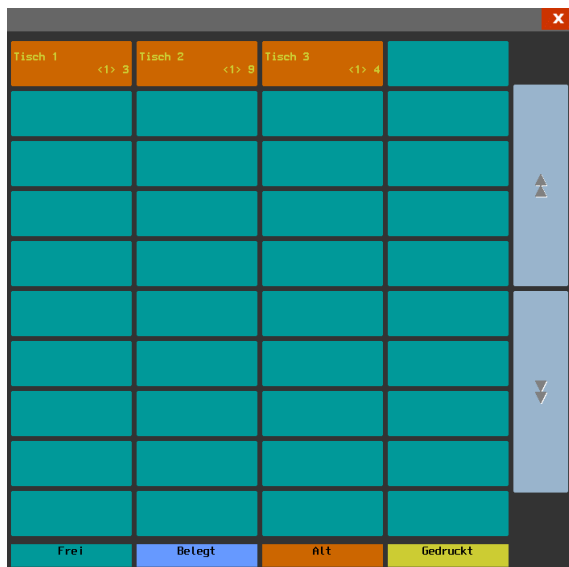 X
Tisch 1
<1> 3
Tisch 2
<1> 9
Tisch 3
<1> 4
Frei
Belegt
Alt
Gedruckt